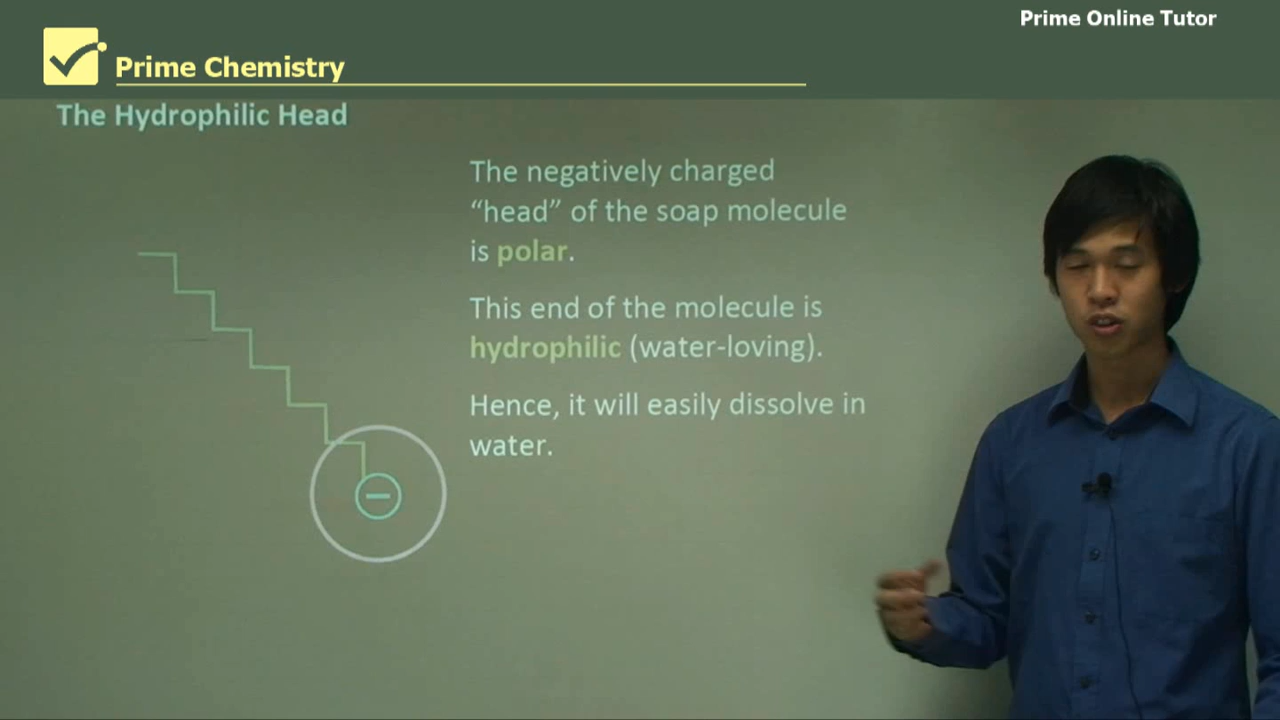 Prime Online Tutor
Prime Chemistry
The Hydrophilic Head
The negatively charged
“head” of the soap molecule
is polar.
This end of the molecule is
hydrophilic (water-loving).
Hence, it will easily dissolve in
water.